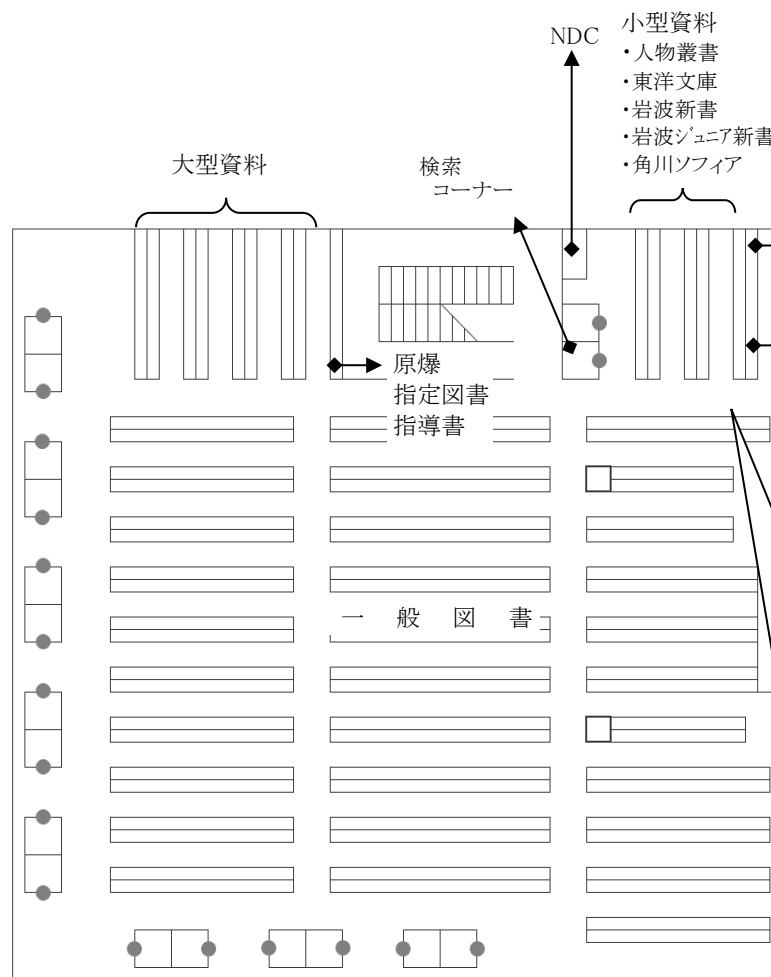 小型資料
・人物叢書
・東洋文庫
・岩波新書
・岩波ジュニア新書
・角川ソフィア
NDC
大型資料
検索
コーナー
原爆
指定図書
指導書
一般図書